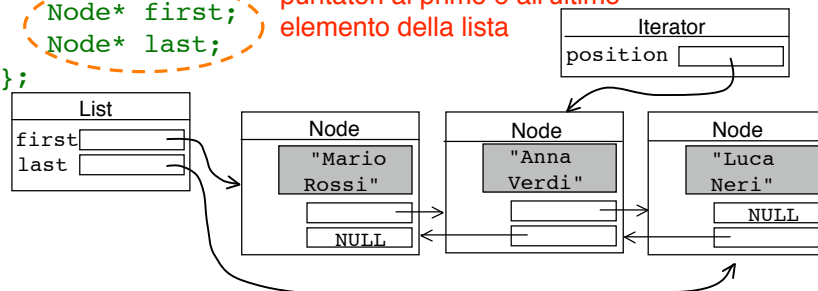 Node* first;
Node* last;
};
puntatori al primo e all'ultimo
elemento della lista
Iterator
position
List
first
last
Node
"Mario
Rossi"
NULL
Node
"Anna
Verdi"
Node
"Luca
Neri"
NULL